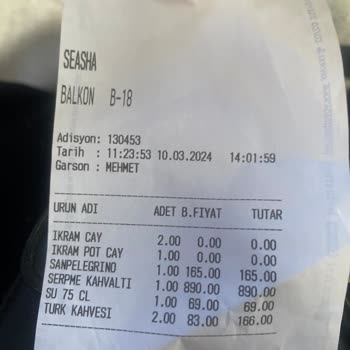 SEASHA
BALKON B-18
Adisyon: 130453
Tarih : 11:23:53 10.03.2024 14:01:59
Garson : MEHMET
URUN ADI ADET B.FIYAT TUTAR
IKRAM CAY 2.00 0.00 0.00
IKRAM POT CAY 1.00 0.00 0.00
SANPELEGRINO 1.00 165.00 165.00
SERPME KAHVALTI 1.00 890.00 890.00
SU 75 CL 1.00 69.00 69.00
TURK KAHVESI 2.00 83.00 166.00